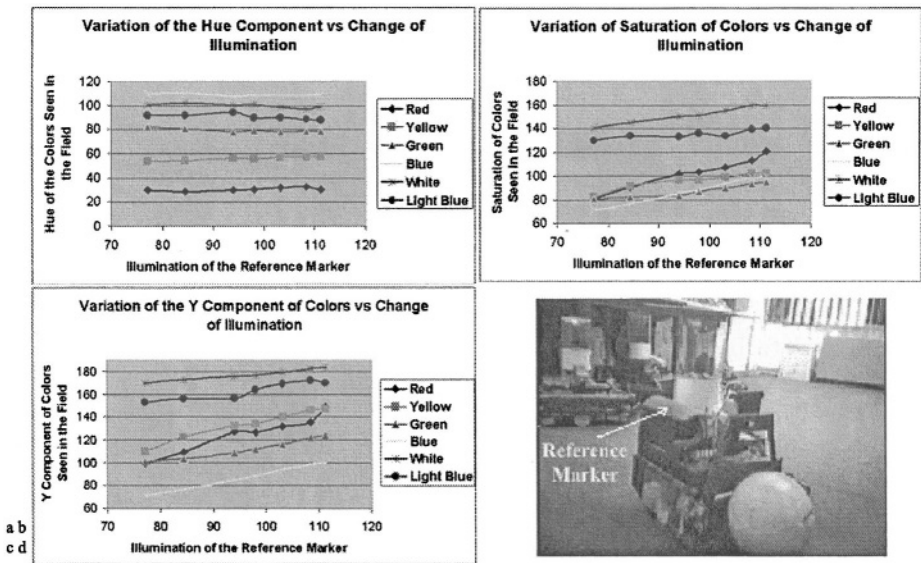 Variation of the Hue Component vs Change of
Illumination
Hue of the Colors Seen In
the Field
120
100
80
60
40
20
0
70
80
90
100
110
120
Illumination of the Reference Marker
Red
Yellow
Green
Blue
White
Light Blue
Variation of Saturation of Colors vs Change of
Illumination
Saturation of Colors
Seen in the Field
180
160
140
120
100
80
60
70
80
90
100
110
120
Illumination of the Reference Marker
Red
Yellow
Green
Blue
White
Light Blue
Variation of the Y Component of Colors vs Change
of Illumination
Y Component of Colors
Seen in the Field
180
160
140
120
100
80
60
70
80
90
100
110
120
Illumination of the Reference Marker
Red
Yellow
Green
Blue
White
Light Blue
Reference
Marker
a b
c d